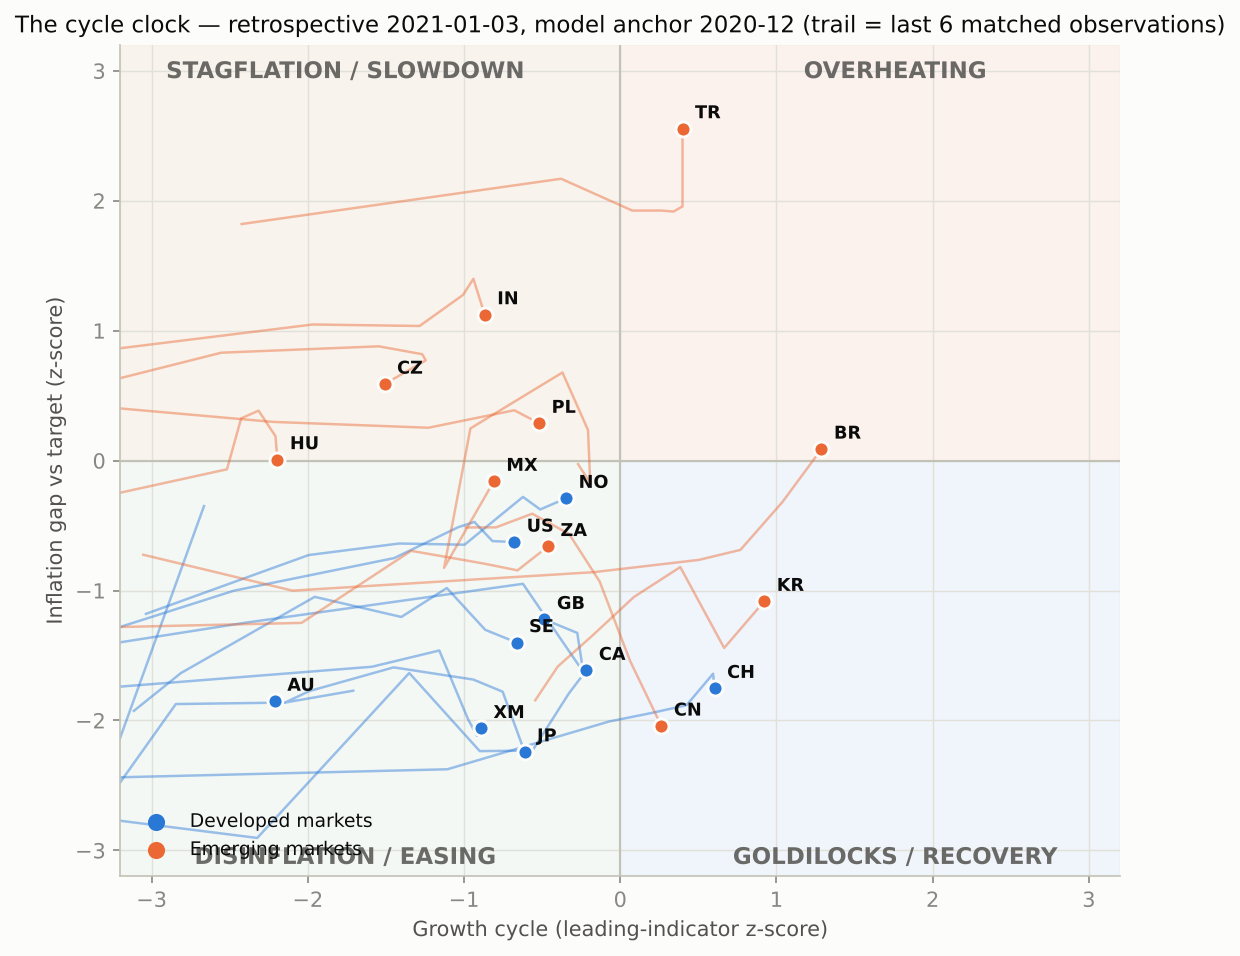 The cycle clock — retrospective 2021-01-03, model anchor 2020-12 (trail = last 6 matched observations)
STAGFLATION / SLOWDOWN
OVERHEATING
TR
IN
CZ
PL
BR
HU
MX
NO
US
ZA
KR
GB
SE
CA
CH
AU
XM
CN
JP
Developed markets
Emerging markets
DISINFLATION / EASING
GOLDILOCKS / RECOVERY
3
2
1
0
−1
−2
−3
Inflation gap vs target (z-score)
−3
−2
−1
0
1
2
3
Growth cycle (leading-indicator z-score)